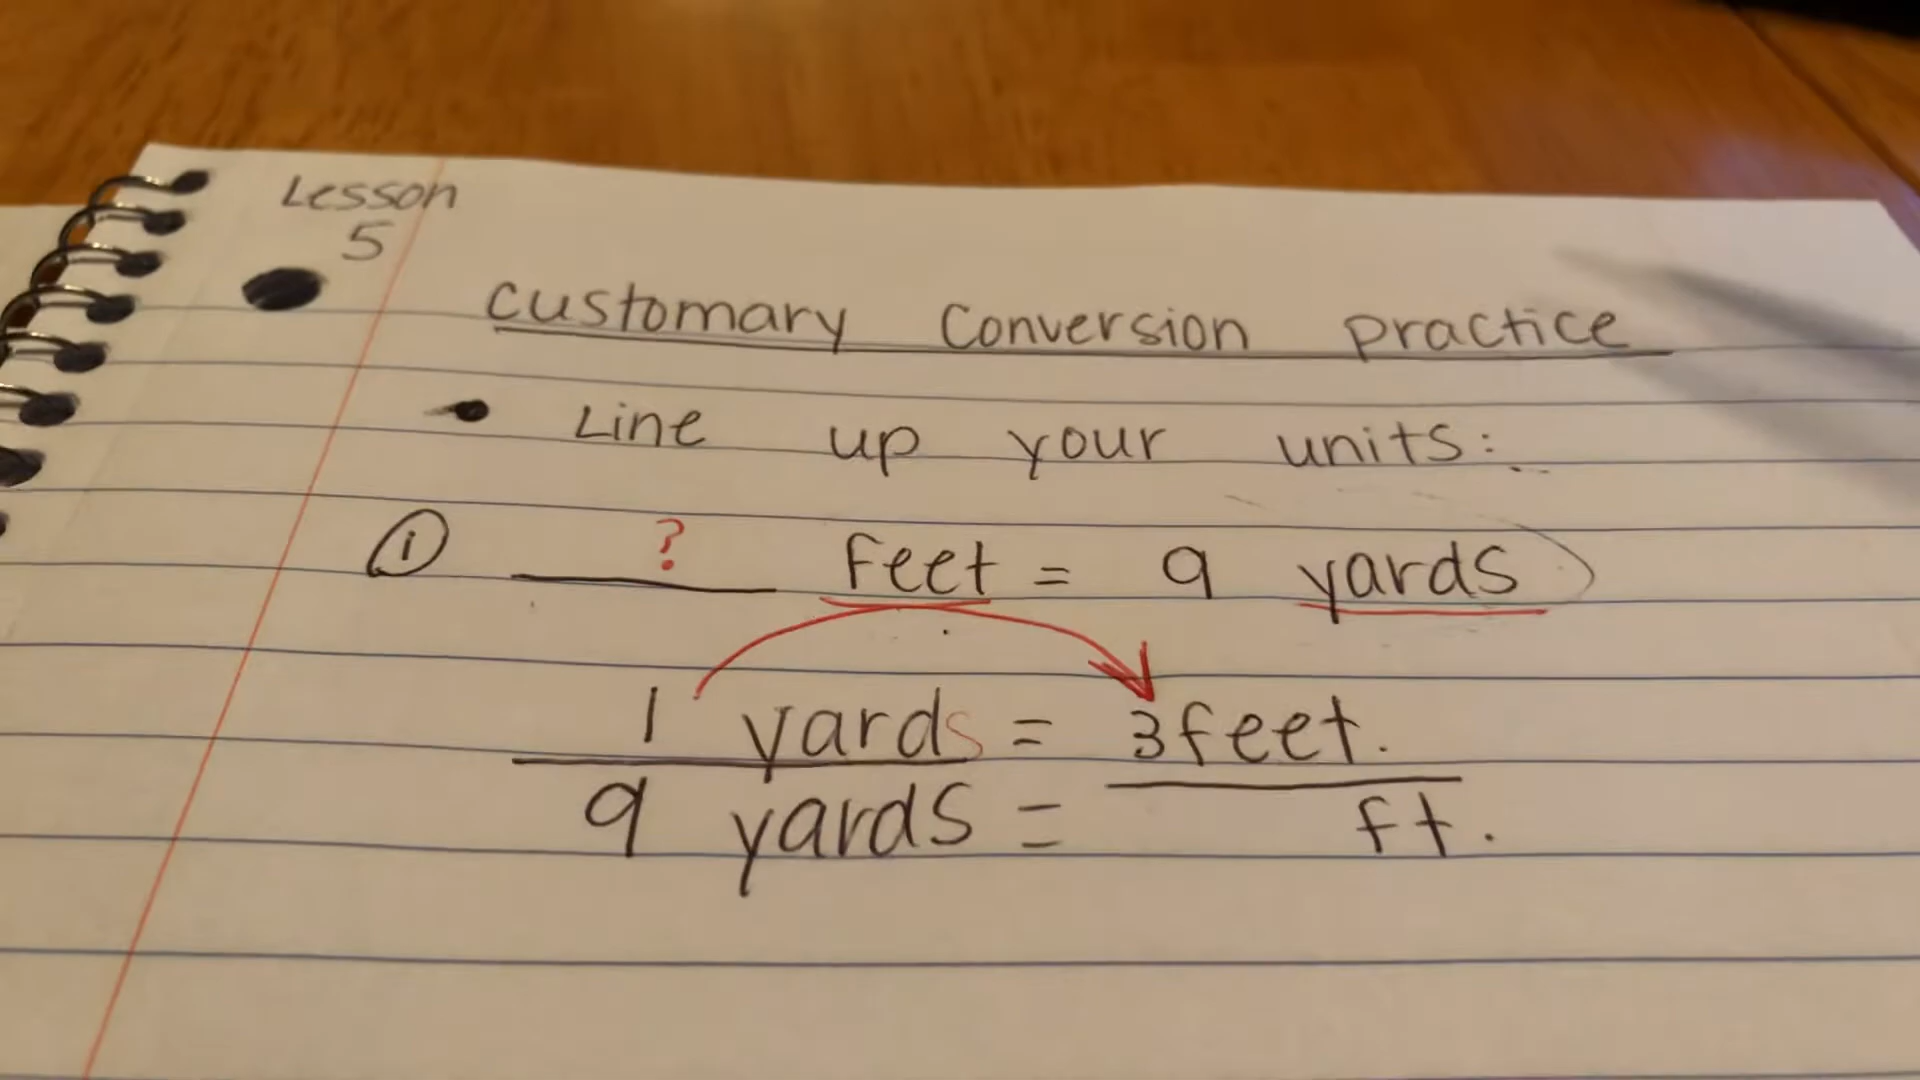 Lesson
5
Customary Conversion Practice
• Line up your units:
① ? Feet = 9 yards
1 yards = 3feet.
9 yards = ft.